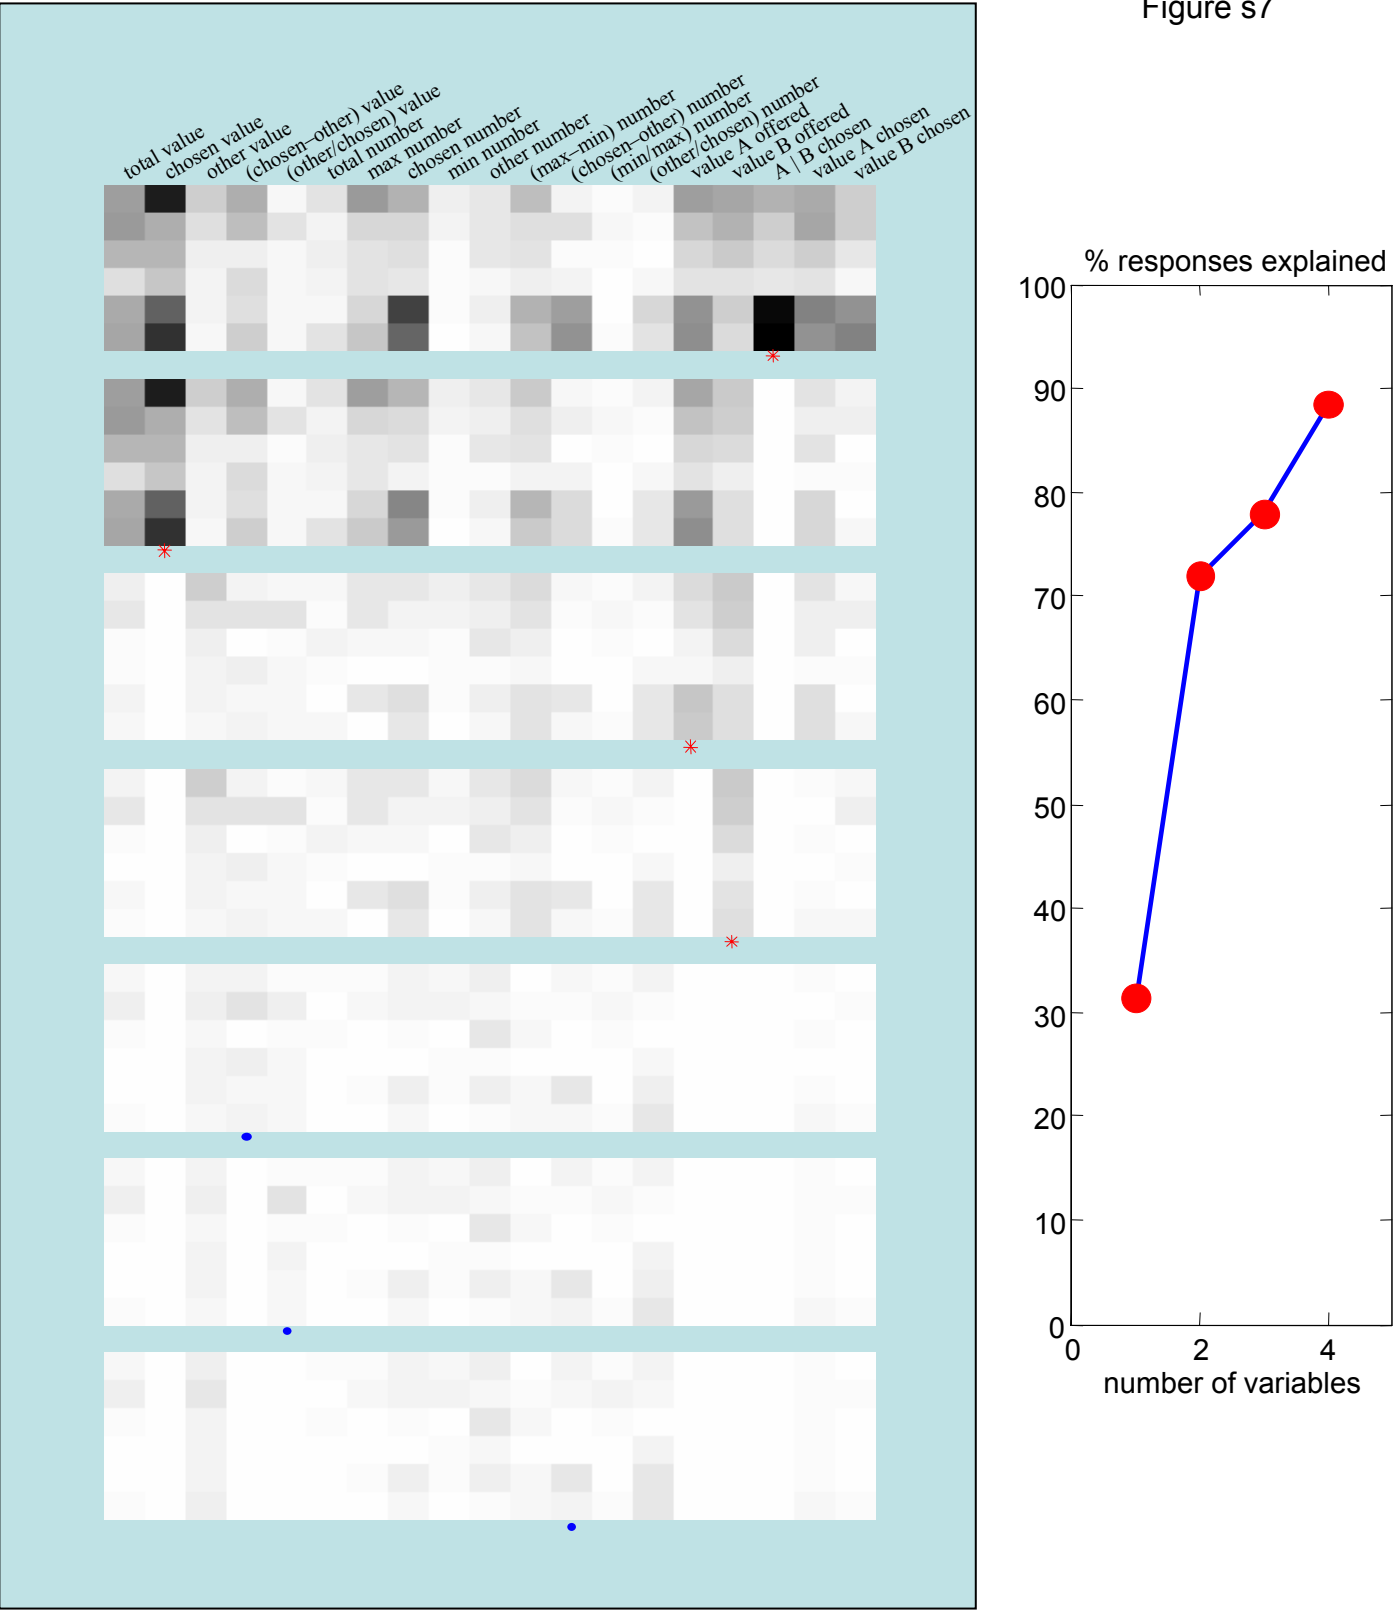 Figure s7
total value
chosen value
other value
(chosen–other) value
(other/chosen) value
total number
max number
chosen number
min number
other number
(max–min) number
(chosen–other) number
(min/max) number
(other/chosen) number
value A offered
value B offered
A | B chosen
value A chosen
value B chosen
% responses explained
100
90
80
70
60
50
40
30
20
10
0
0 2 4
number of variables